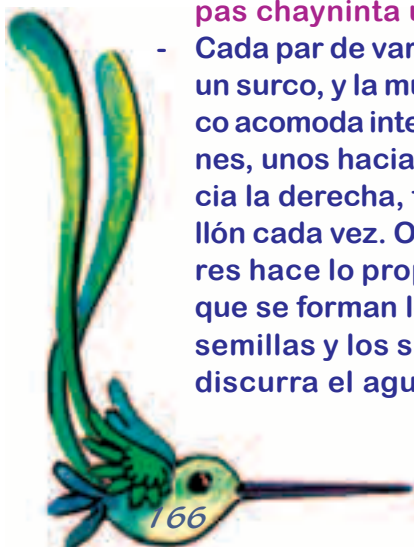 pas chayninta
- Cada par de var
un surco, y la mu
co acomoda inte
nes, unos hacia
cia la derecha,
llón cada vez. O
res hace lo prop
que se forman l
semillas y los s
discurra el agu
166